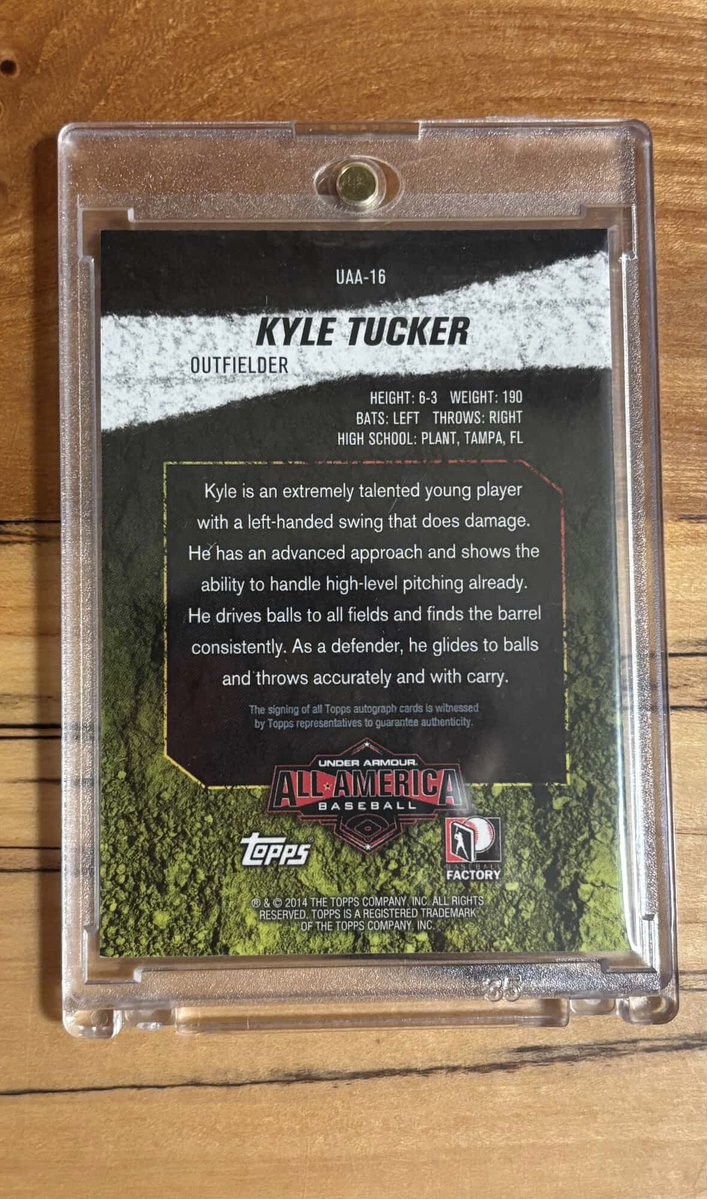 UAA-16
KYLE TUCKER
OUTFIELDER
HEIGHT: 6-3 WEIGHT: 190
BATS: LEFT THROWS: RIGHT
HIGH SCHOOL: PLANT, TAMPA, FL
Kyle is an extremely talented young player
with a left-handed swing that does damage.
He has an advanced approach and shows the
ability to handle high-level pitching already.
He drives balls to all fields and finds the barrel
consistently. As a defender, he glides to balls
and throws accurately and with carry.
The signing of all Topps autograph cards is witnessed
by Topps representatives to guarantee authenticity.
UNDER ARMOUR
ALL-AMERICA
BASEBALL
Topps
BASEBALL
FACTORY
® & © 2014 THE TOPPS COMPANY, INC. ALL RIGHTS
RESERVED. TOPPS IS A REGISTERED TRADEMARK
OF THE TOPPS COMPANY, INC.
35